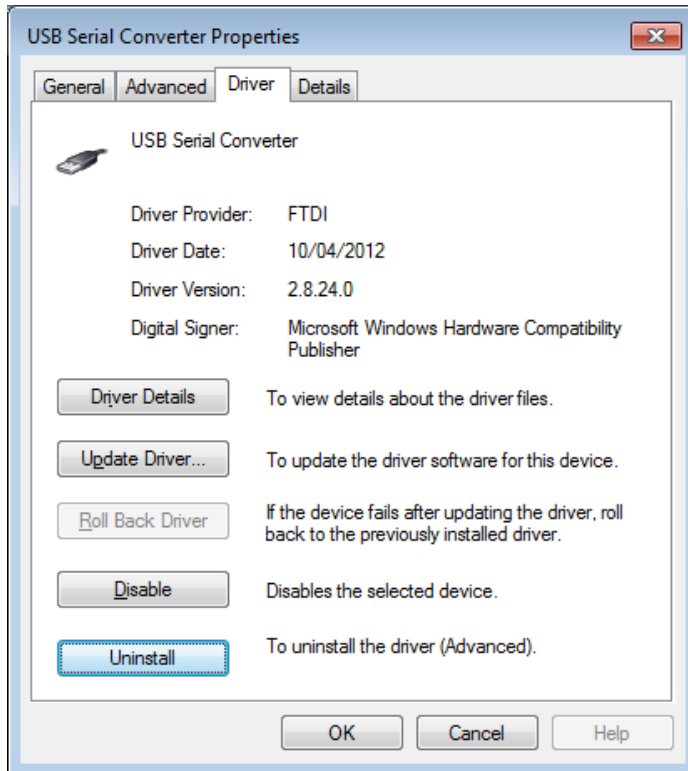 USB Serial Converter Properties
General Advanced Driver Details
USB Serial Converter
Driver Provider: FTDI
Driver Date: 10/04/2012
Driver Version: 2.8.24.0
Digital Signer: Microsoft Windows Hardware Compatibility
Publisher
Driver Details To view details about the driver files.
Update Driver... To update the driver software for this device.
Roll Back Driver If the device fails after updating the driver, roll
back to the previously installed driver.
Disable Disables the selected device.
Uninstall To uninstall the driver (Advanced).
OK Cancel Help